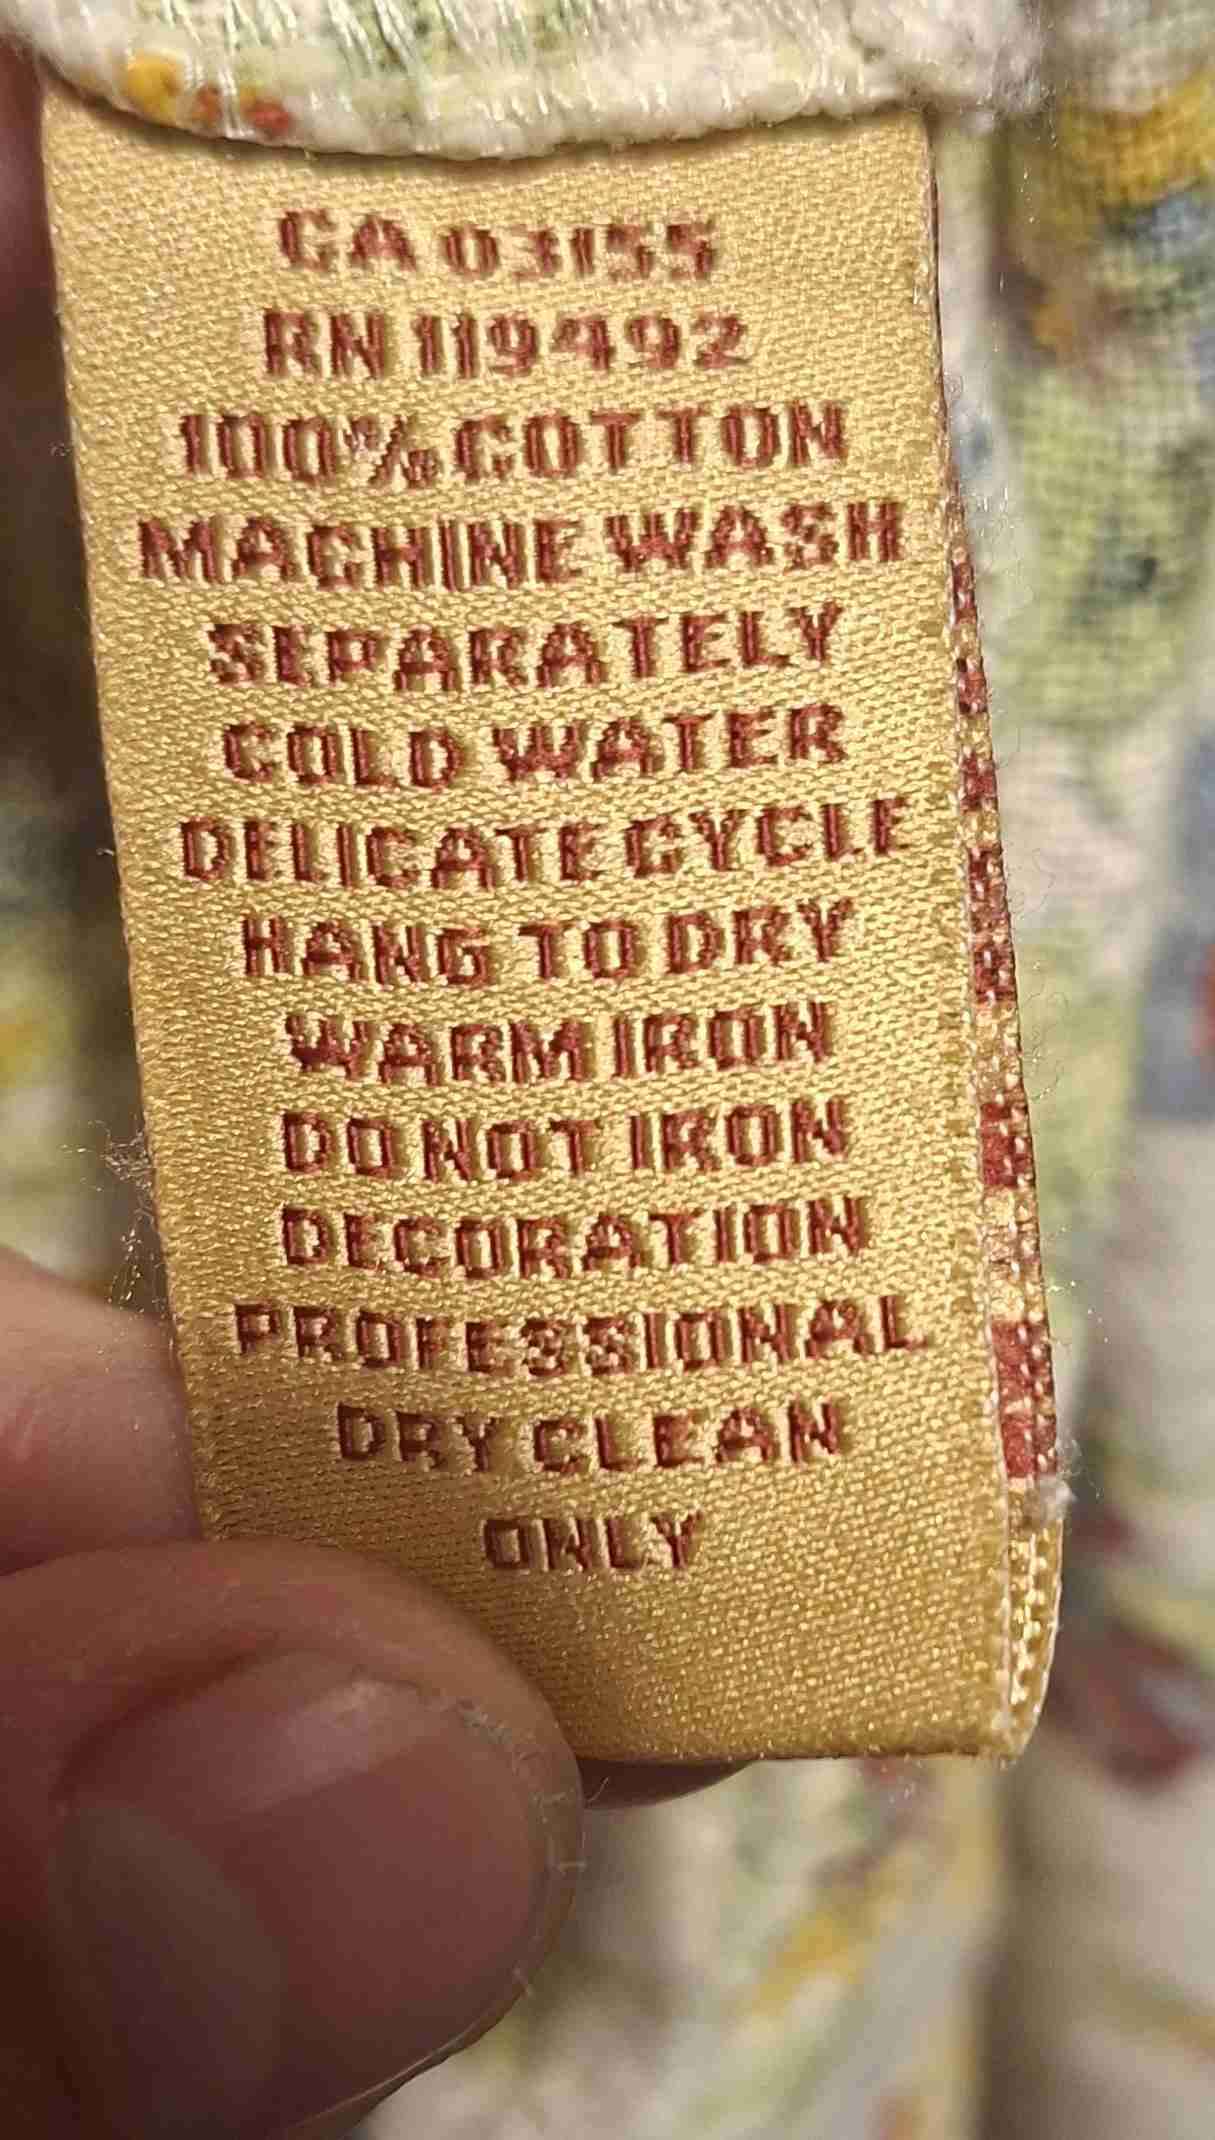 CA 03155
RN 119492
100% COTTON
MACHINE WASH
SEPARATELY
COLD WATER
DELICATE CYCLE
HANG TO DRY
WARM IRON
DO NOT IRON
DECORATION
PROFESSIONAL
DRY CLEAN
ONLY